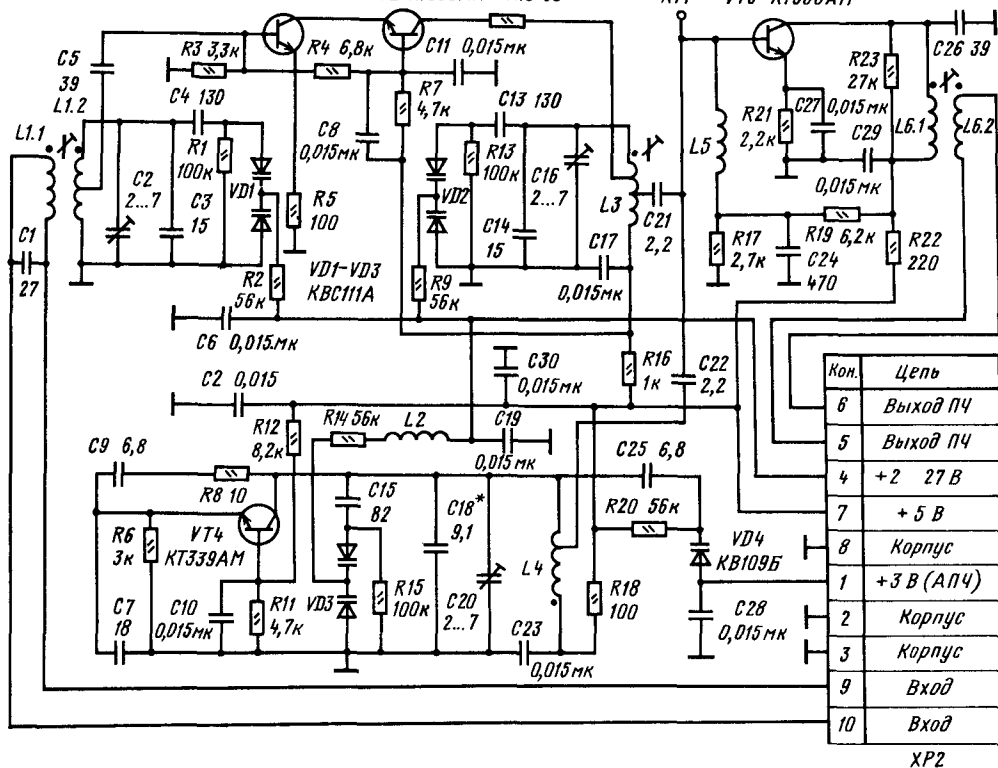 C5
39
L1.2
R3 3,3к
R4 6,8к
C11 0,015мк
C26 39
R23
27к
L1.1
C4 130
R1
100к
C2
2...7
C3
15
VD1
R5
100
C8
0,015мк
R7
4,7к
C13 130
R13
100к
VD2
C14
15
C16
2...7
L3
C21
2,2
C17
0,015мк
L5
R21
2,2к
C27
0,015мк
C29
0,015мк
L6.1
L6.2
C1
27
R2
56к
VD1-VD3
КВС111А
R9
56к
R17
2,7к
R19 6,2к
C24
470
R22
220
C6 0,015мк
C30
0,015мк
R16
1к
C22
2,2
C2 0,015
R12
8,2к
R14 56к
L2
C19
0,015мк
C9 6,8
R8 10
C25 6,8
R6
3к
VT4
КТ339АМ
C15
82
C18*
9,1
R20 56к
VD4
КВ109Б
L4
C7
18
C10
0,015мк
R11
4,7к
VD3
R15
100к
C20
2...7
R18
100
C23
0,015мк
C28
0,015мк
Кон. Цепь
6 Выход ПЧ
5 Выход ПЧ
4 +2 27 В
7 +5 В
8 Корпус
1 +3 В (АПЧ)
2 Корпус
3 Корпус
9 Вход
10 Вход
XP2